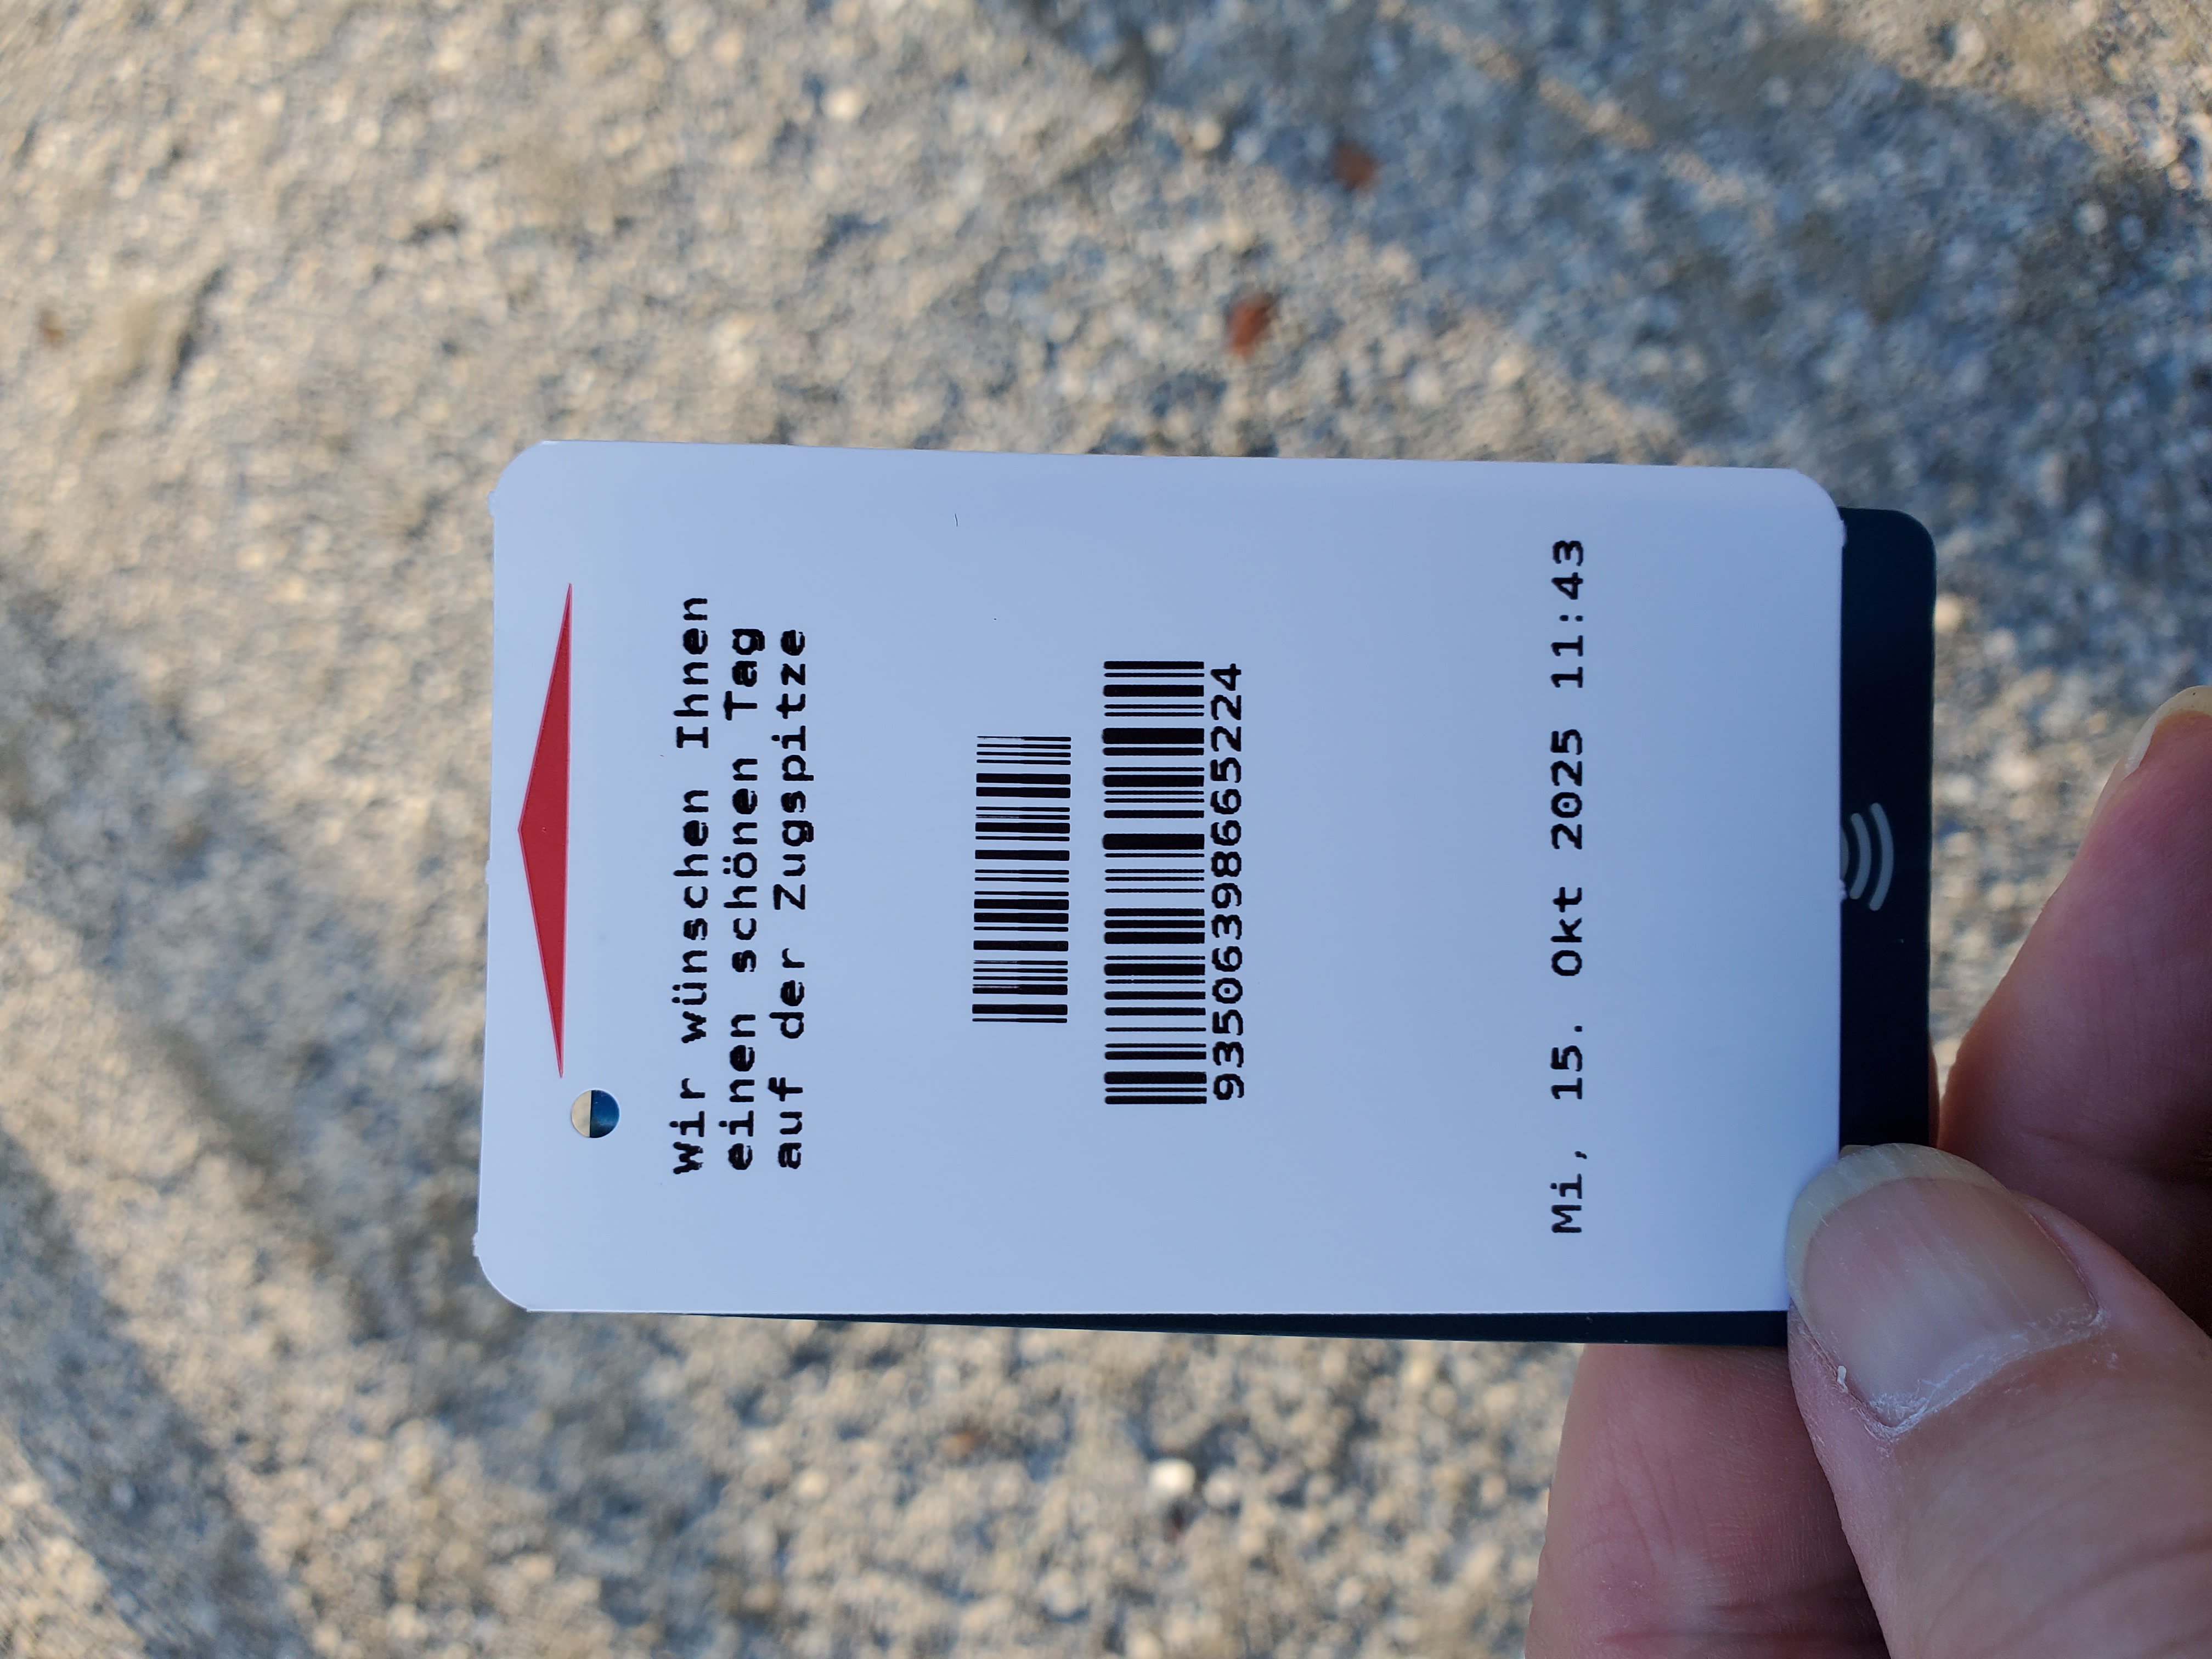 Wir wünschen Ihnen
einen schönen Tag
auf der Zugspitze
93506398665224
Mi, 15. Okt 2025 11:43